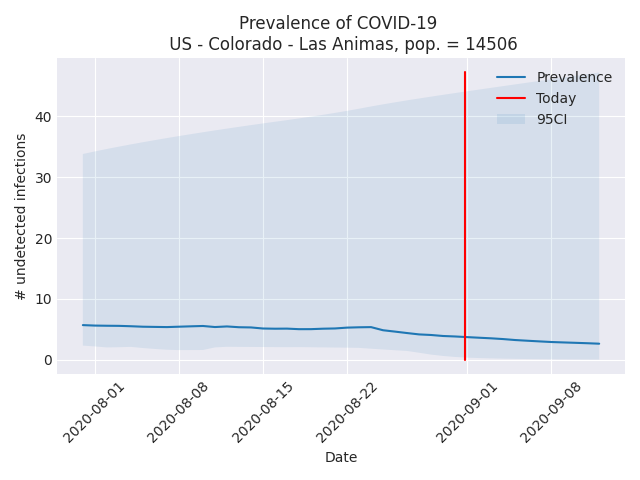 Prevalence of COVID-19
US - Colorado - Las Animas, pop. = 14506
Prevalence
Today
95CI
# undetected infections
40
30
20
10
0
2020-08-01
2020-08-08
2020-08-15
2020-08-22
2020-09-01
2020-09-08
Date